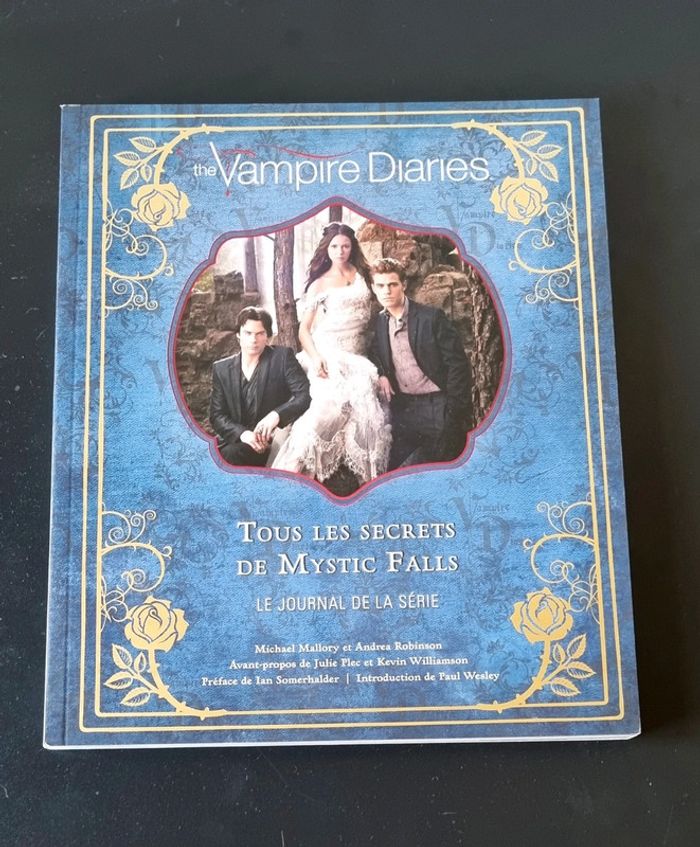 the Vampire Diaries
TOUS LES SECRETS
DE MYSTIC FALLS
LE JOURNAL DE LA SÉRIE
Michael Mallory et Andrea Robinson
Avant-propos de Julie Plec et Kevin Williamson
Préface de Ian Somerhalder | Introduction de Paul Wesley